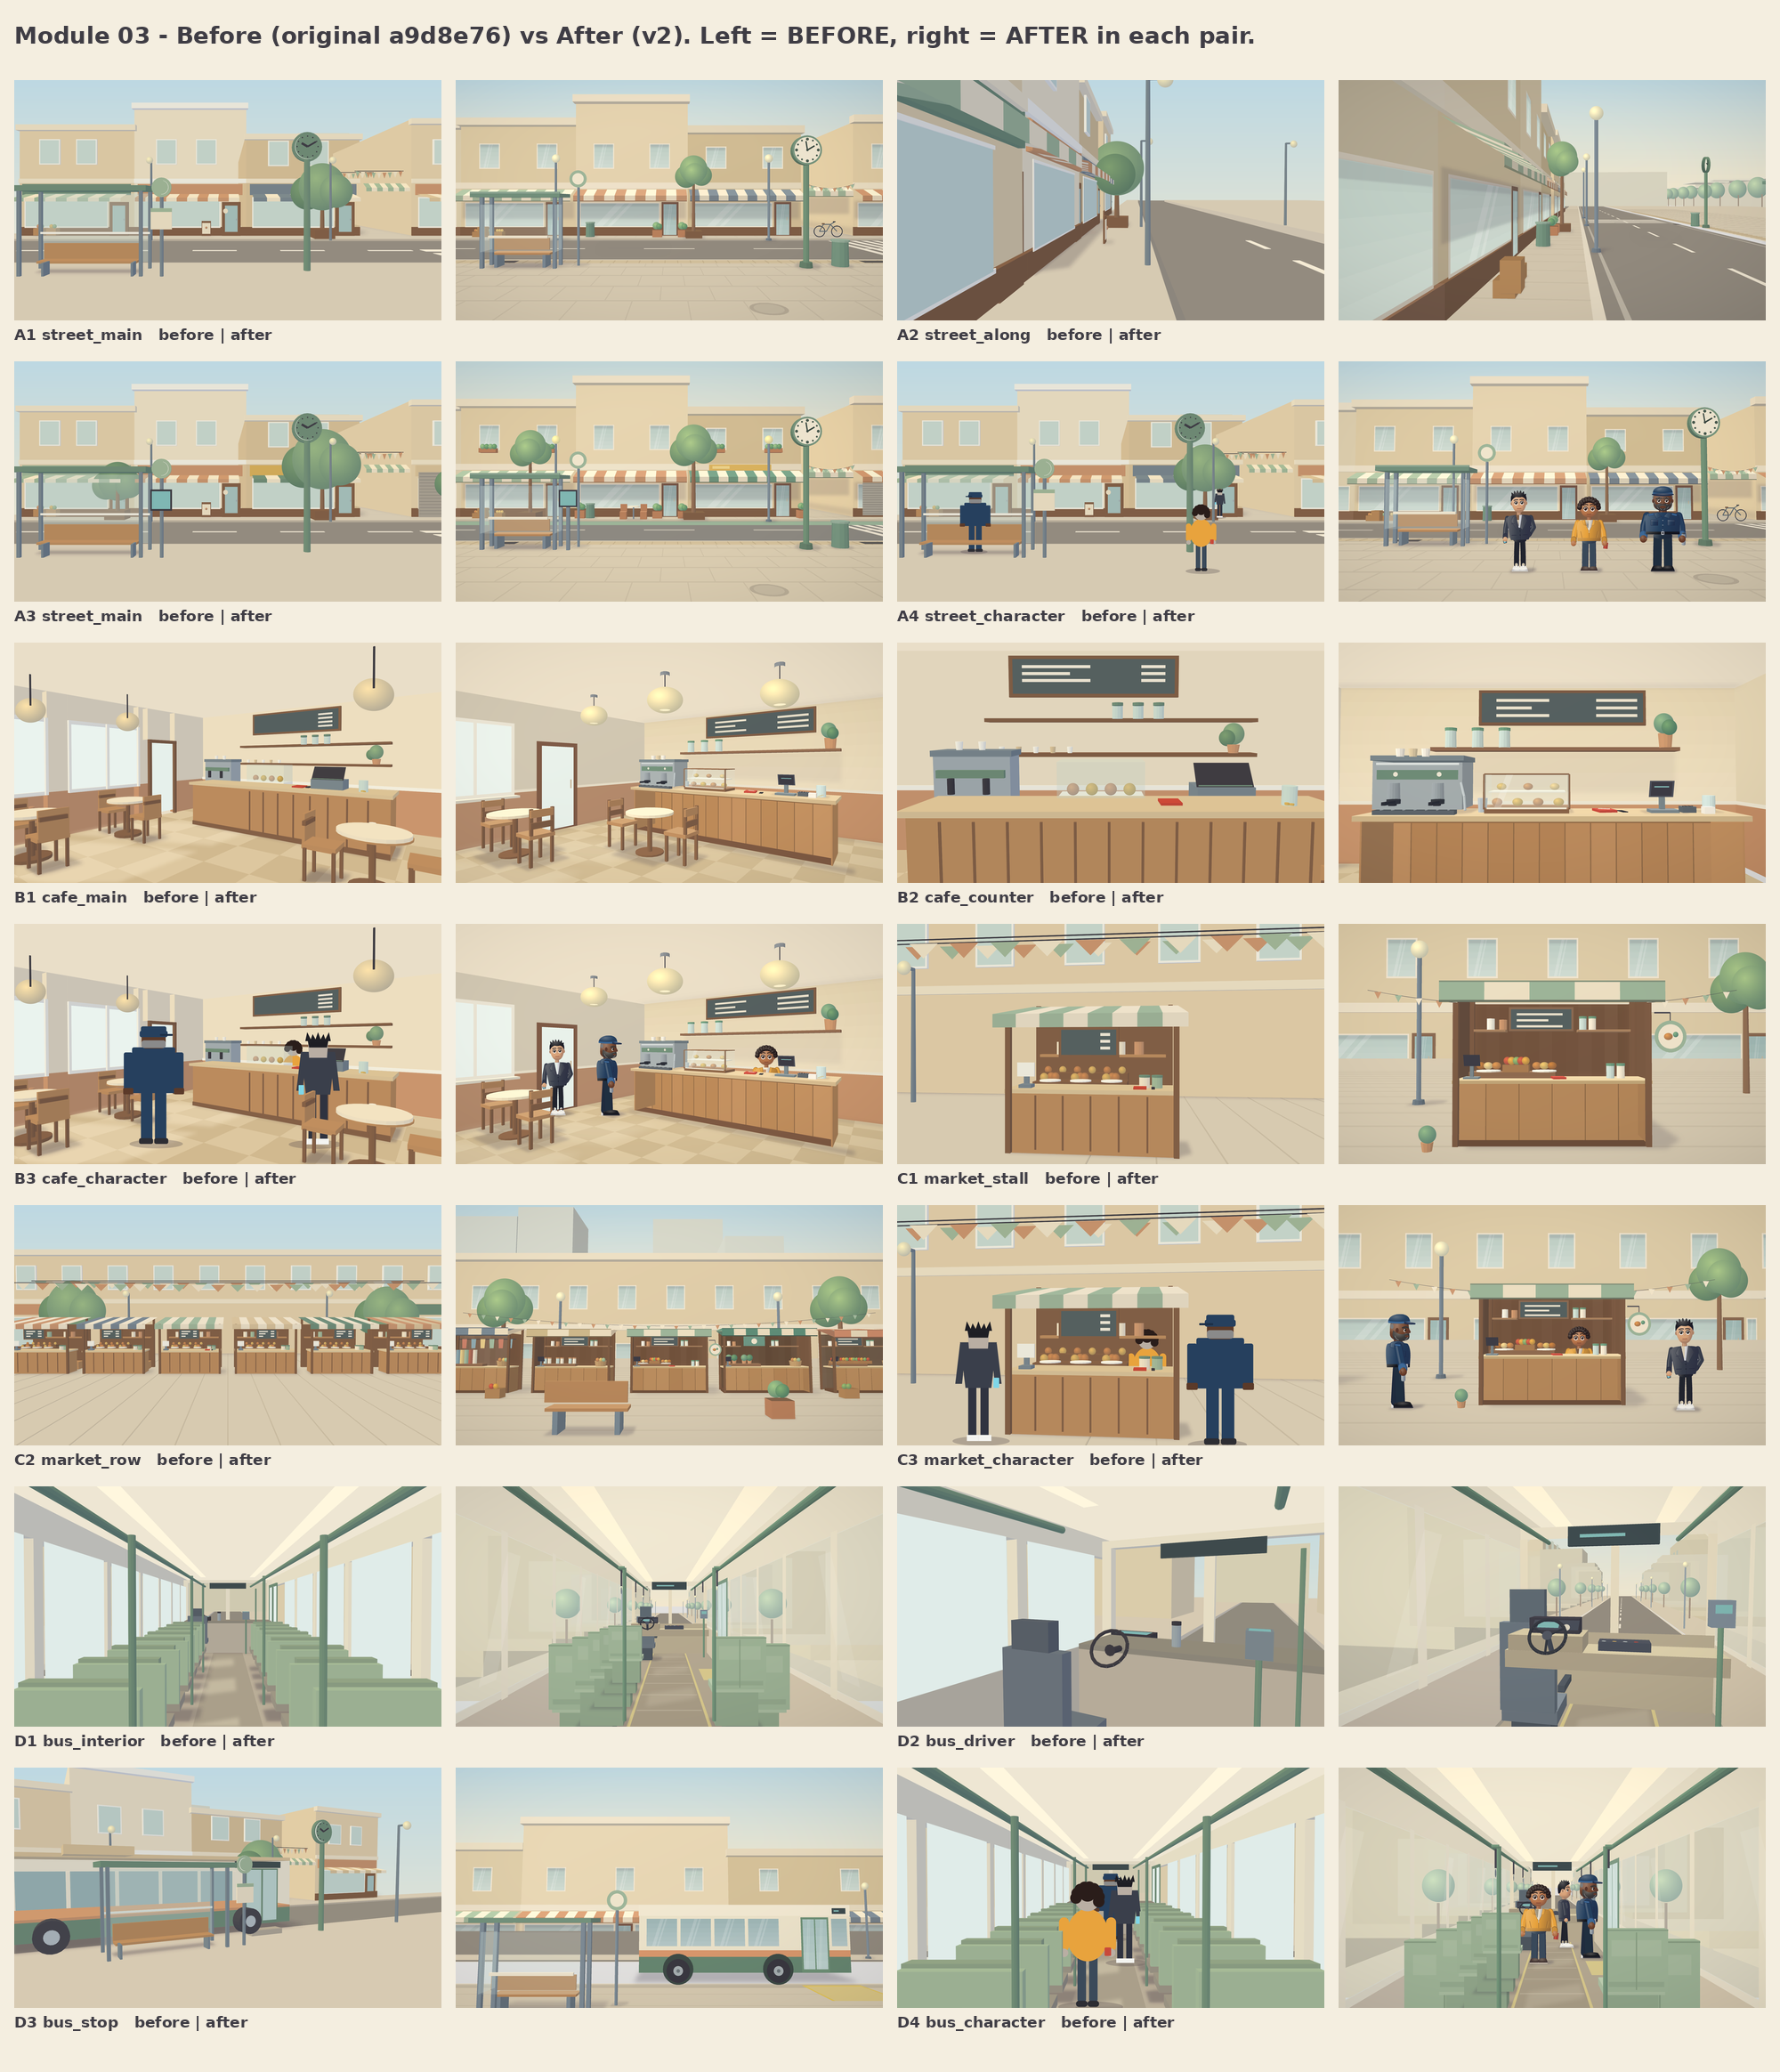 Module 03 - Before (original a9d8e76) vs After (v2). Left = BEFORE, right = AFTER in each pair.
A1 street_main before | after
A2 street_along before | after
A3 street_main before | after
A4 street_character before | after
B1 cafe_main before | after
B2 cafe_counter before | after
B3 cafe_character before | after
C1 market_stall before | after
C2 market_row before | after
C3 market_character before | after
D1 bus_interior before | after
D2 bus_driver before | after
D3 bus_stop before | after
D4 bus_character before | after